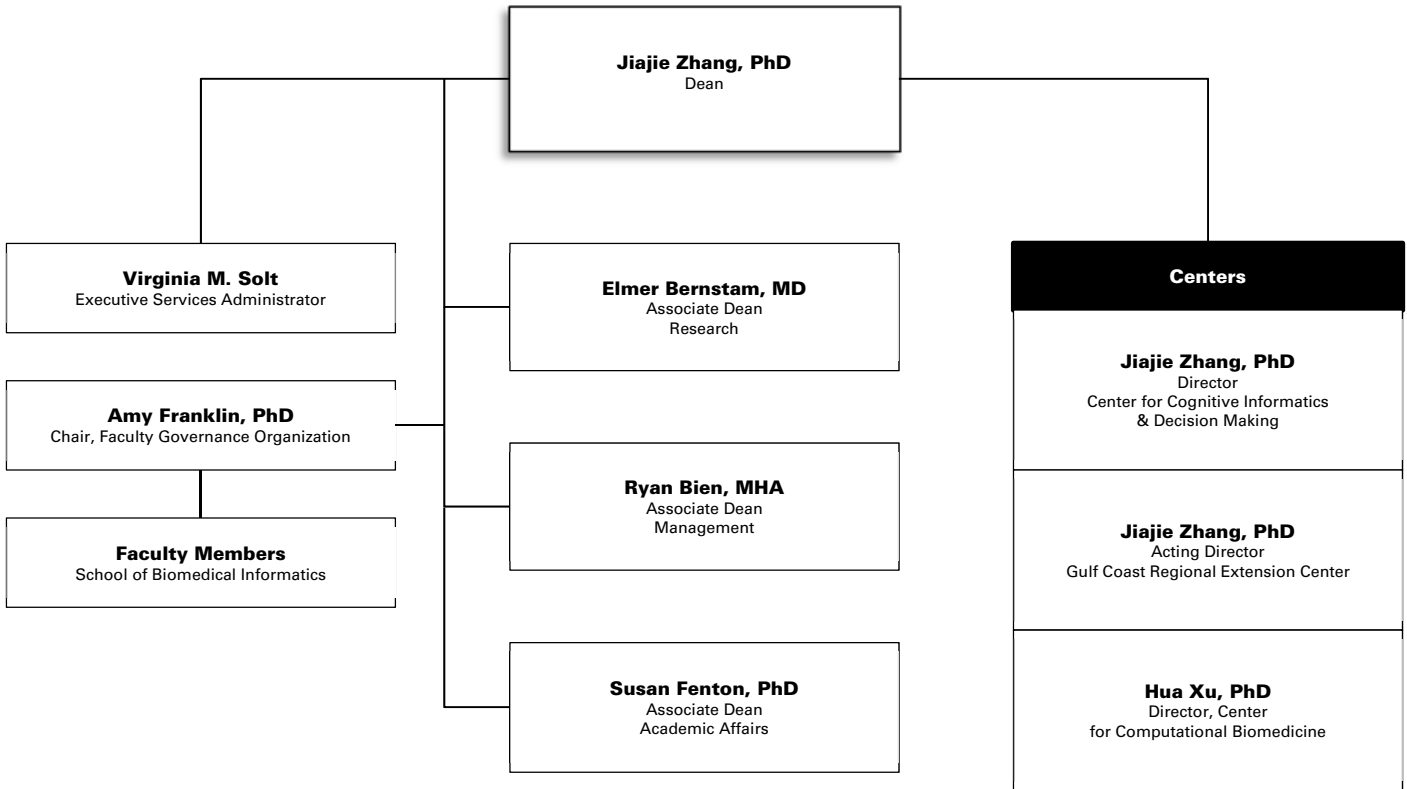 Jiajie Zhang, PhD
Dean
Virginia M. Solt
Executive Services Administrator
Amy Franklin, PhD
Chair, Faculty Governance Organization
Faculty Members
School of Biomedical Informatics
Elmer Bernstam, MD
Associate Dean
Research
Ryan Bien, MHA
Associate Dean
Management
Susan Fenton, PhD
Associate Dean
Academic Affairs
Centers
Jiajie Zhang, PhD
Director
Center for Cognitive Informatics
& Decision Making
Jiajie Zhang, PhD
Acting Director
Gulf Coast Regional Extension Center
Hua Xu, PhD
Director, Center
for Computational Biomedicine